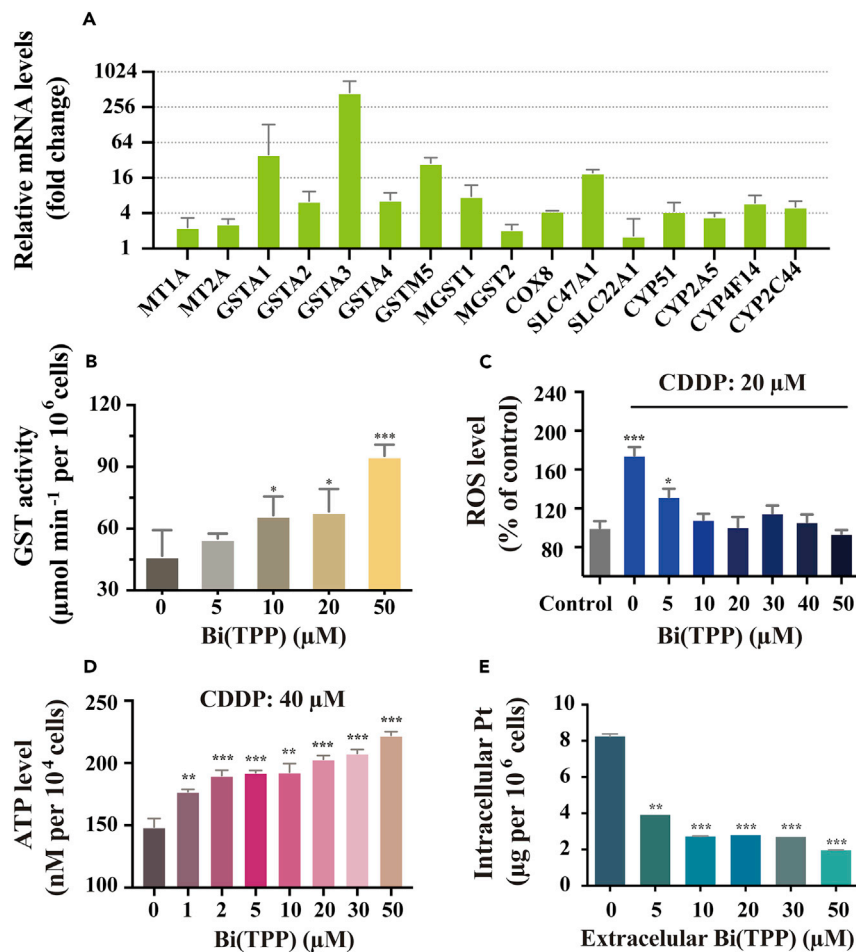 A
Relative mRNA levels
(fold change)
1024
256
64
16
4
1
MT1A
MT2A
GSTA1
GSTA2
GSTA3
GSTA4
GSTM5
MGST1
MGST2
COX8
SLC47A1
SLC22A1
CYP51
CYP2A5
CYP4F14
CYP2C44
B
GST activity
(µmol min⁻¹ per 10⁶ cells)
120
90
60
30
* * ***
0 5 10 20 50
Bi(TPP) (µM)
C
CDDP: 20 µM
ROS level
(% of control)
240
200
160
120
80
*** *
Control 0 5 10 20 30 40 50
Bi(TPP) (µM)
D
CDDP: 40 µM
ATP level
(nM per 10⁴ cells)
250
200
150
100
** *** *** ** *** *** ***
0 1 2 5 10 20 30 50
Bi(TPP) (µM)
E
Intracellular Pt
(µg per 10⁶ cells)
8
6
4
2
0
** *** *** *** ***
0 5 10 20 30 50
Extracelular Bi(TPP) (µM)